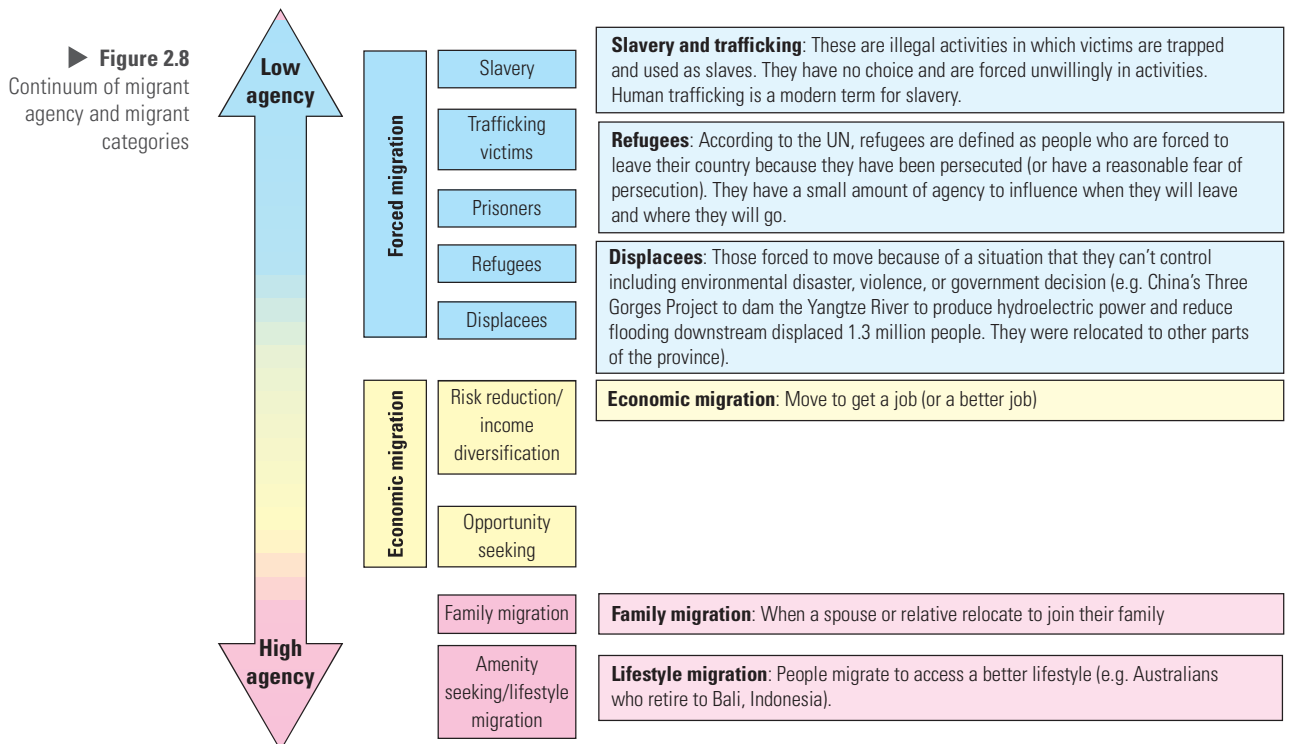 ▶ Figure 2.8
Continuum of migrant
agency and migrant
categories
Low
agency
High
agency
Forced migration
Slavery
Trafficking
victims
Prisoners
Refugees
Displacees
Slavery and trafficking: These are illegal activities in which victims are trapped
and used as slaves. They have no choice and are forced unwillingly in activities.
Human trafficking is a modern term for slavery.
Refugees: According to the UN, refugees are defined as people who are forced to
leave their country because they have been persecuted (or have a reasonable fear of
persecution). They have a small amount of agency to influence when they will leave
and where they will go.
Displacees: Those forced to move because of a situation that they can't control
including environmental disaster, violence, or government decision (e.g. China's Three
Gorges Project to dam the Yangtze River to produce hydroelectric power and reduce
flooding downstream displaced 1.3 million people. They were relocated to other parts
of the province).
Economic migration
Risk reduction/
income
diversification
Opportunity
seeking
Economic migration: Move to get a job (or a better job)
Family migration
Family migration: When a spouse or relative relocate to join their family
Amenity
seeking/lifestyle
migration
Lifestyle migration: People migrate to access a better lifestyle (e.g. Australians
who retire to Bali, Indonesia).